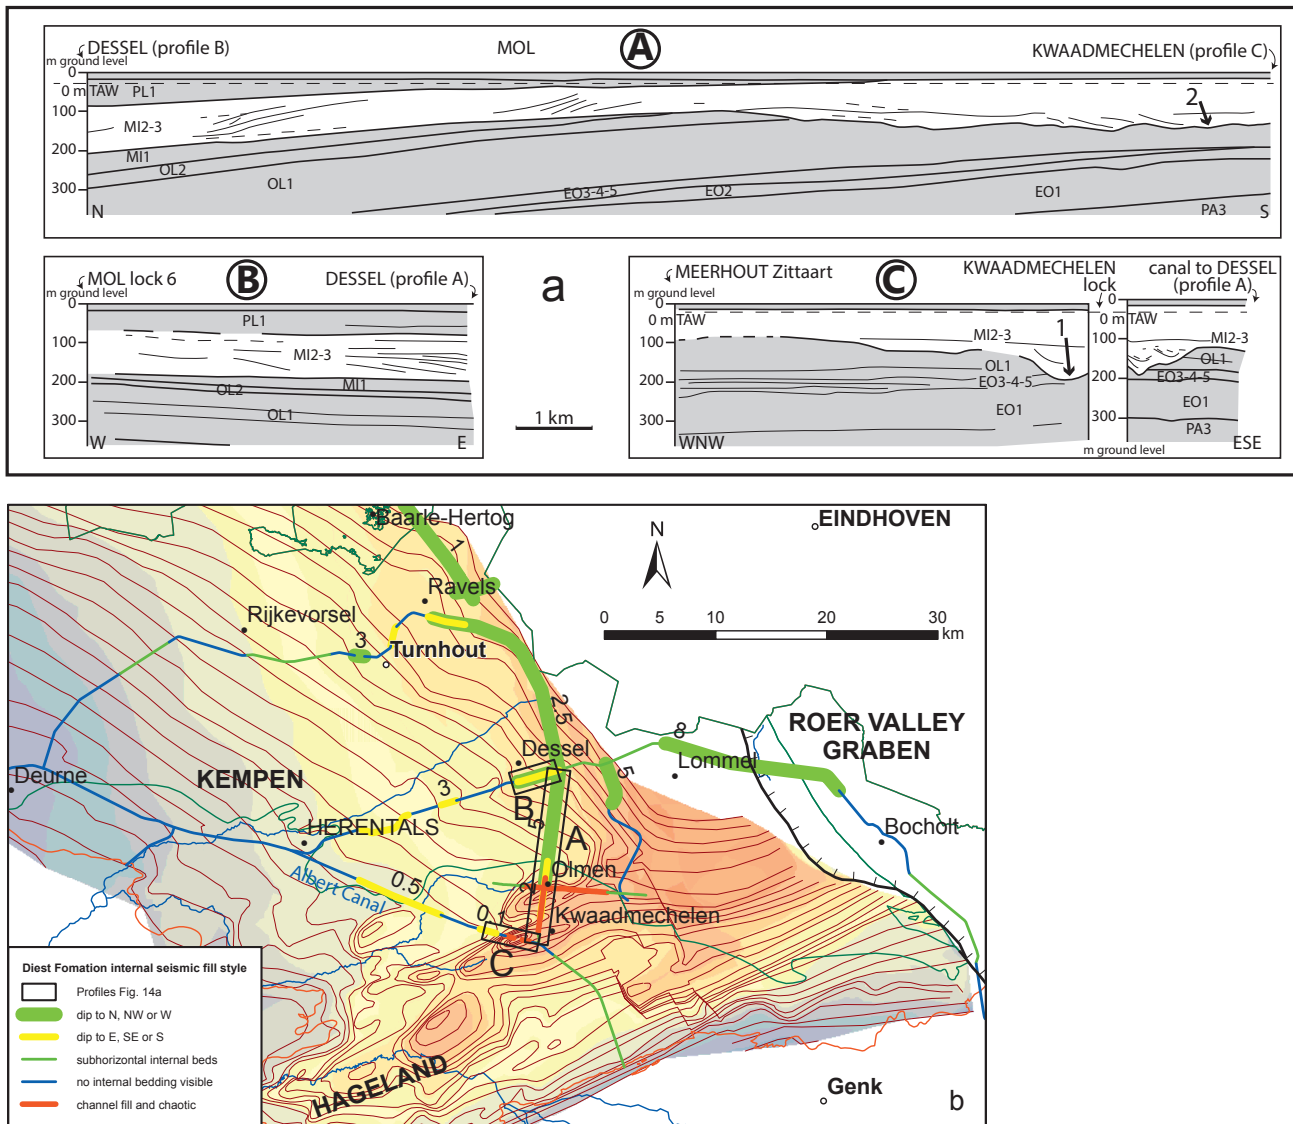 DESSEL (profile B)
MOL
A
KWAADMECHELEN (profile C)
m ground level
0
0 m TAW
PL1
100
MI2-3
2
200
MI1
OL2
OL1
300
EO3-4-5
EO2
EO1
PA3
N
S
MOL lock 6
B
DESSEL (profile A)
m ground level
0
PL1
100
MI2-3
200
MI1
OL2
OL1
300
W
E
a
1 km
MEERHOUT Zittaart
C
KWAADMECHELEN
lock
canal to DESSEL
(profile A)
m ground level
0
0
0 m TAW
0 m TAW
1
100
100
MI2-3
OL1
OL1
200
200
EO3-4-5
EO3-4-5
EO1
EO1
300
300
PA3
WNW
m ground level
ESE
Baarle-Hertog
EINDHOVEN
1
N
Ravels
Rijkevorsel
0
5
10
20
30
km
3
Turnhout
2.5
ROER VALLEY
GRABEN
8
Dessel
Lommel
Deurne
KEMPEN
5
3
B
A
Bocholt
HERENTALS
Olmen
0.5
2
Albert Canal
0.1
Kwaadmechelen
C
Diest Fomation internal seismic fill style
Profiles Fig. 14a
dip to N, NW or W
dip to E, SE or S
subhorizontal internal beds
no internal bedding visible
channel fill and chaotic
HAGELAND
Genk
b